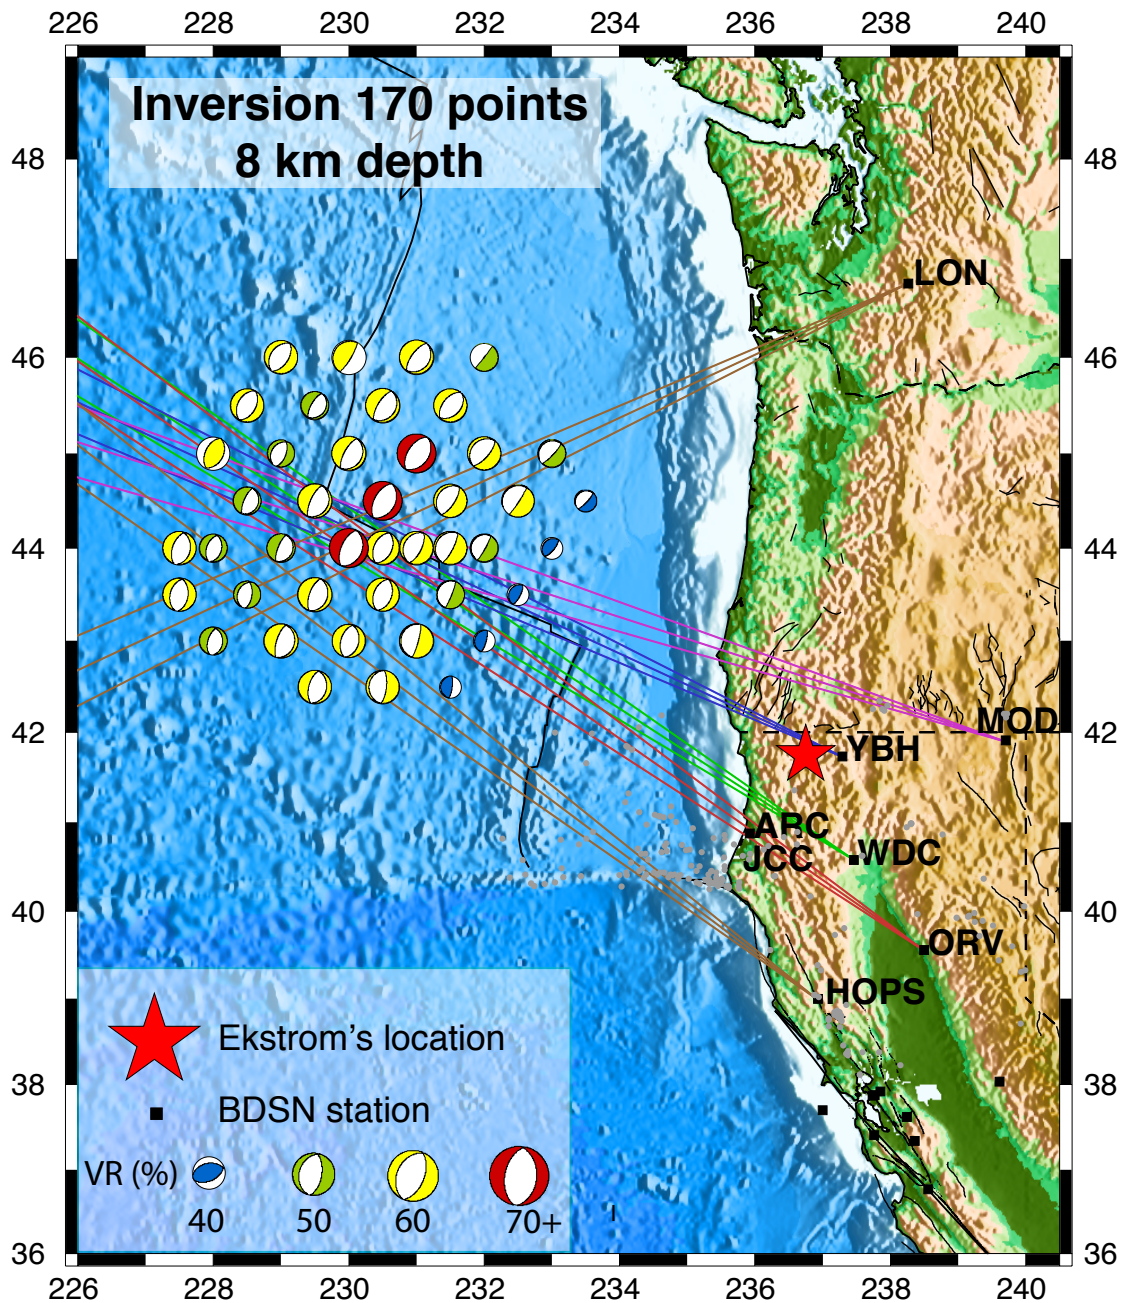 226 228 230 232 234 236 238 240
Inversion 170 points
8 km depth
48 48
LON
46 46
44 44
MOD
42 42
YBH
ARC
JCC
WDC
40 40
ORV
HOPS
Ekstrom's location
38 38
BDSN station
VR (%)
40 50 60 70+
36 36
226 228 230 232 234 236 238 240